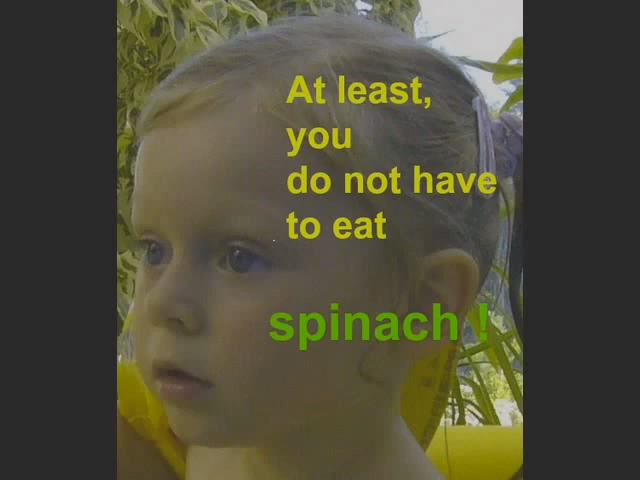 At least,
you
do not have
to eat
spinach !